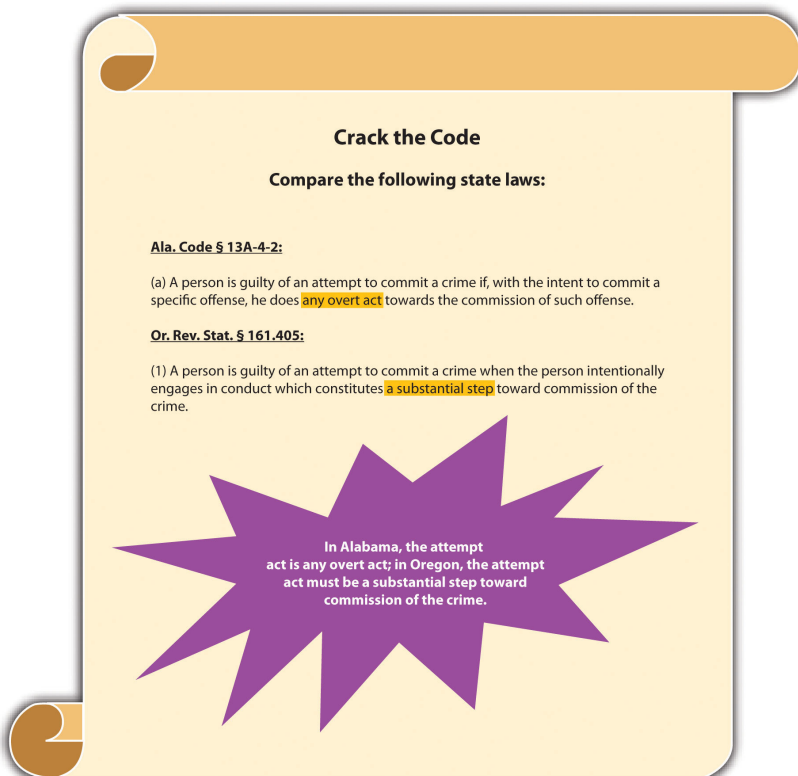 Crack the Code
Compare the following state laws:
Ala. Code § 13A-4-2:
(a) A person is guilty of an attempt to commit a crime if, with the intent to commit a
specific offense, he does any overt act towards the commission of such offense.
Or. Rev. Stat. § 161.405:
(1) A person is guilty of an attempt to commit a crime when the person intentionally
engages in conduct which constitutes a substantial step toward commission of the
crime.
In Alabama, the attempt
act is any overt act; in Oregon, the attempt
act must be a substantial step toward
commission of the crime.